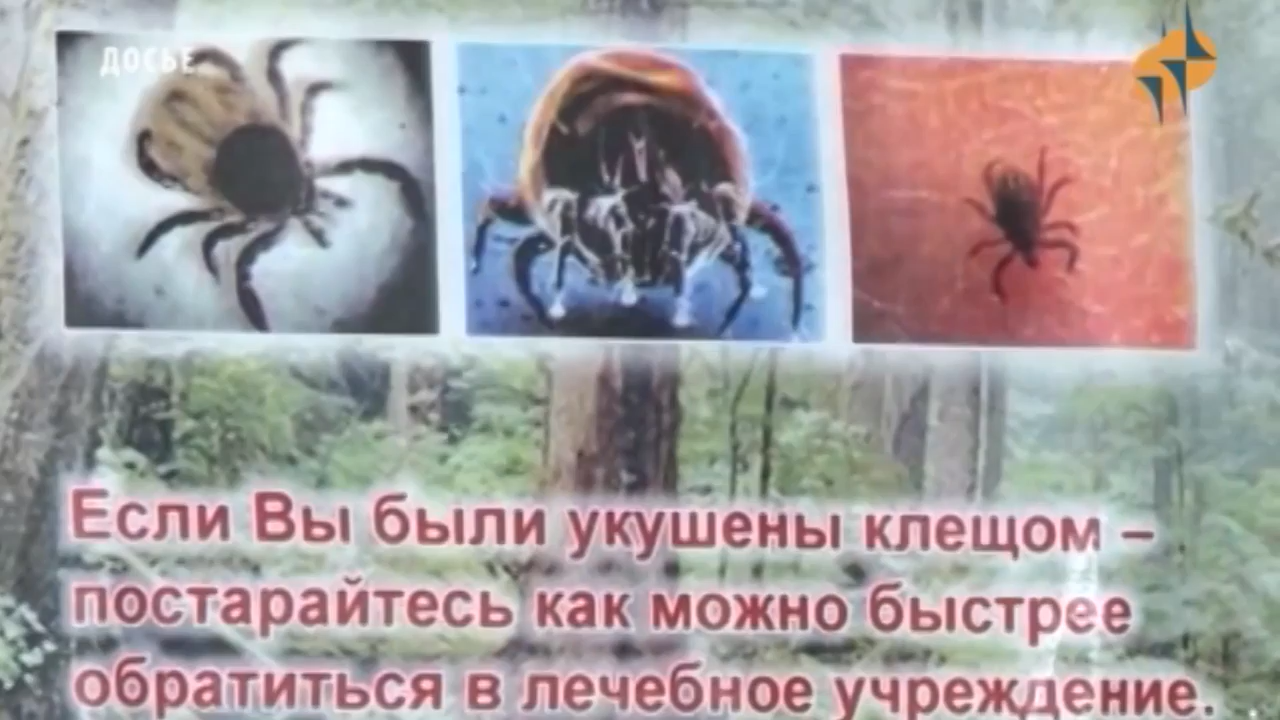 ДОСЬЕ
Если Вы были укушены клещом –
постарайтесь как можно быстрее
обратиться в лечебное учреждение.